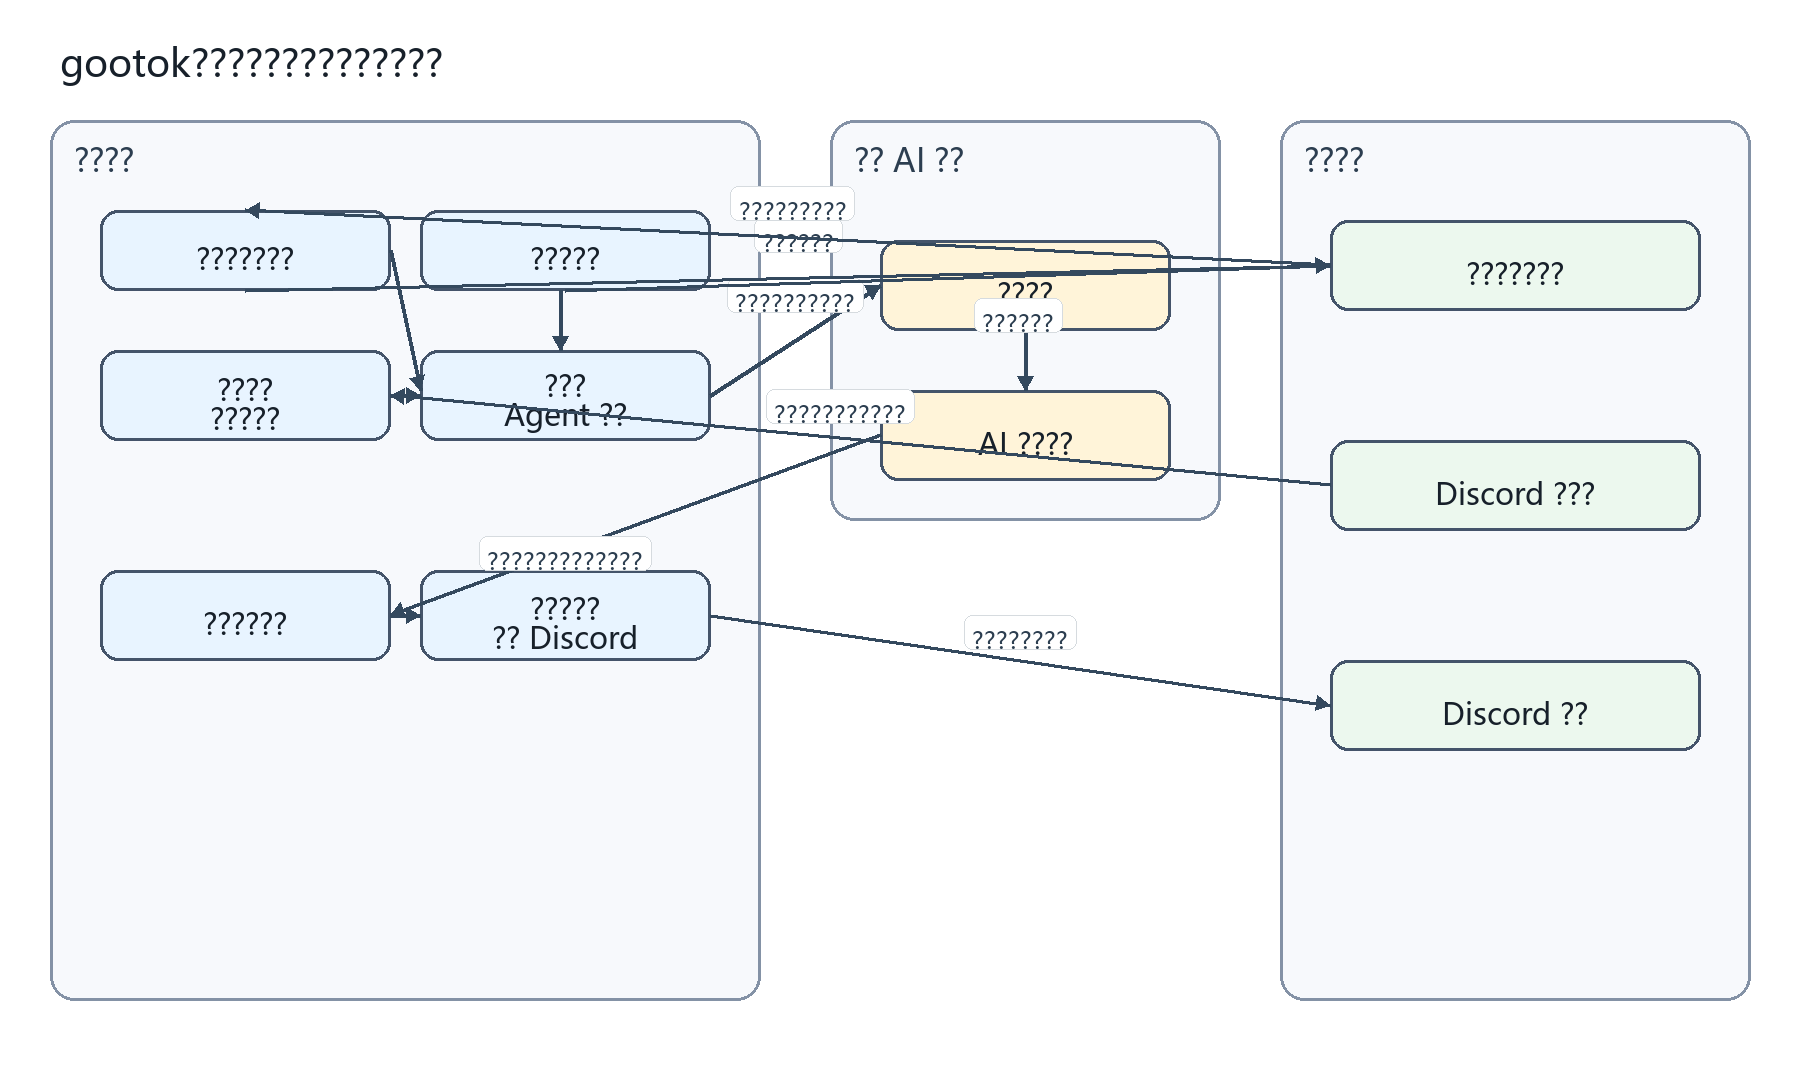 gootok??????????????
????
???????
?????
????
?????
???
Agent ??
??????
?????
?? Discord
?? AI ??
????
AI ????
????
???????
Discord ???
Discord ??
?????????
??????
??????????
??????
???????????
?????????????
????????